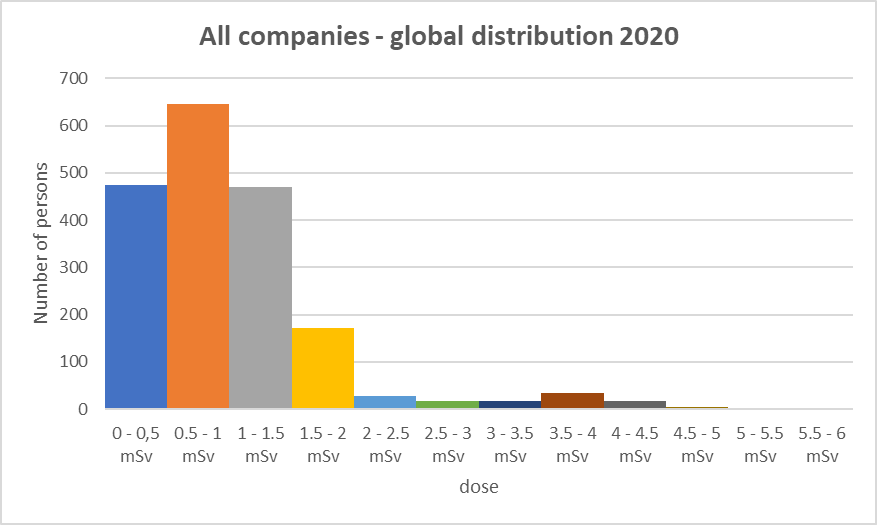 All companies - global distribution 2020
Number of persons
700
600
500
400
300
200
100
0
0 - 0,5 0.5 - 1 1 - 1.5 1.5 - 2 2 - 2.5 2.5 - 3 3 - 3.5 3.5 - 4 4 - 4.5 4.5 - 5 5 - 5.5 5.5 - 6
mSv mSv mSv mSv mSv mSv mSv mSv mSv mSv mSv mSv
dose